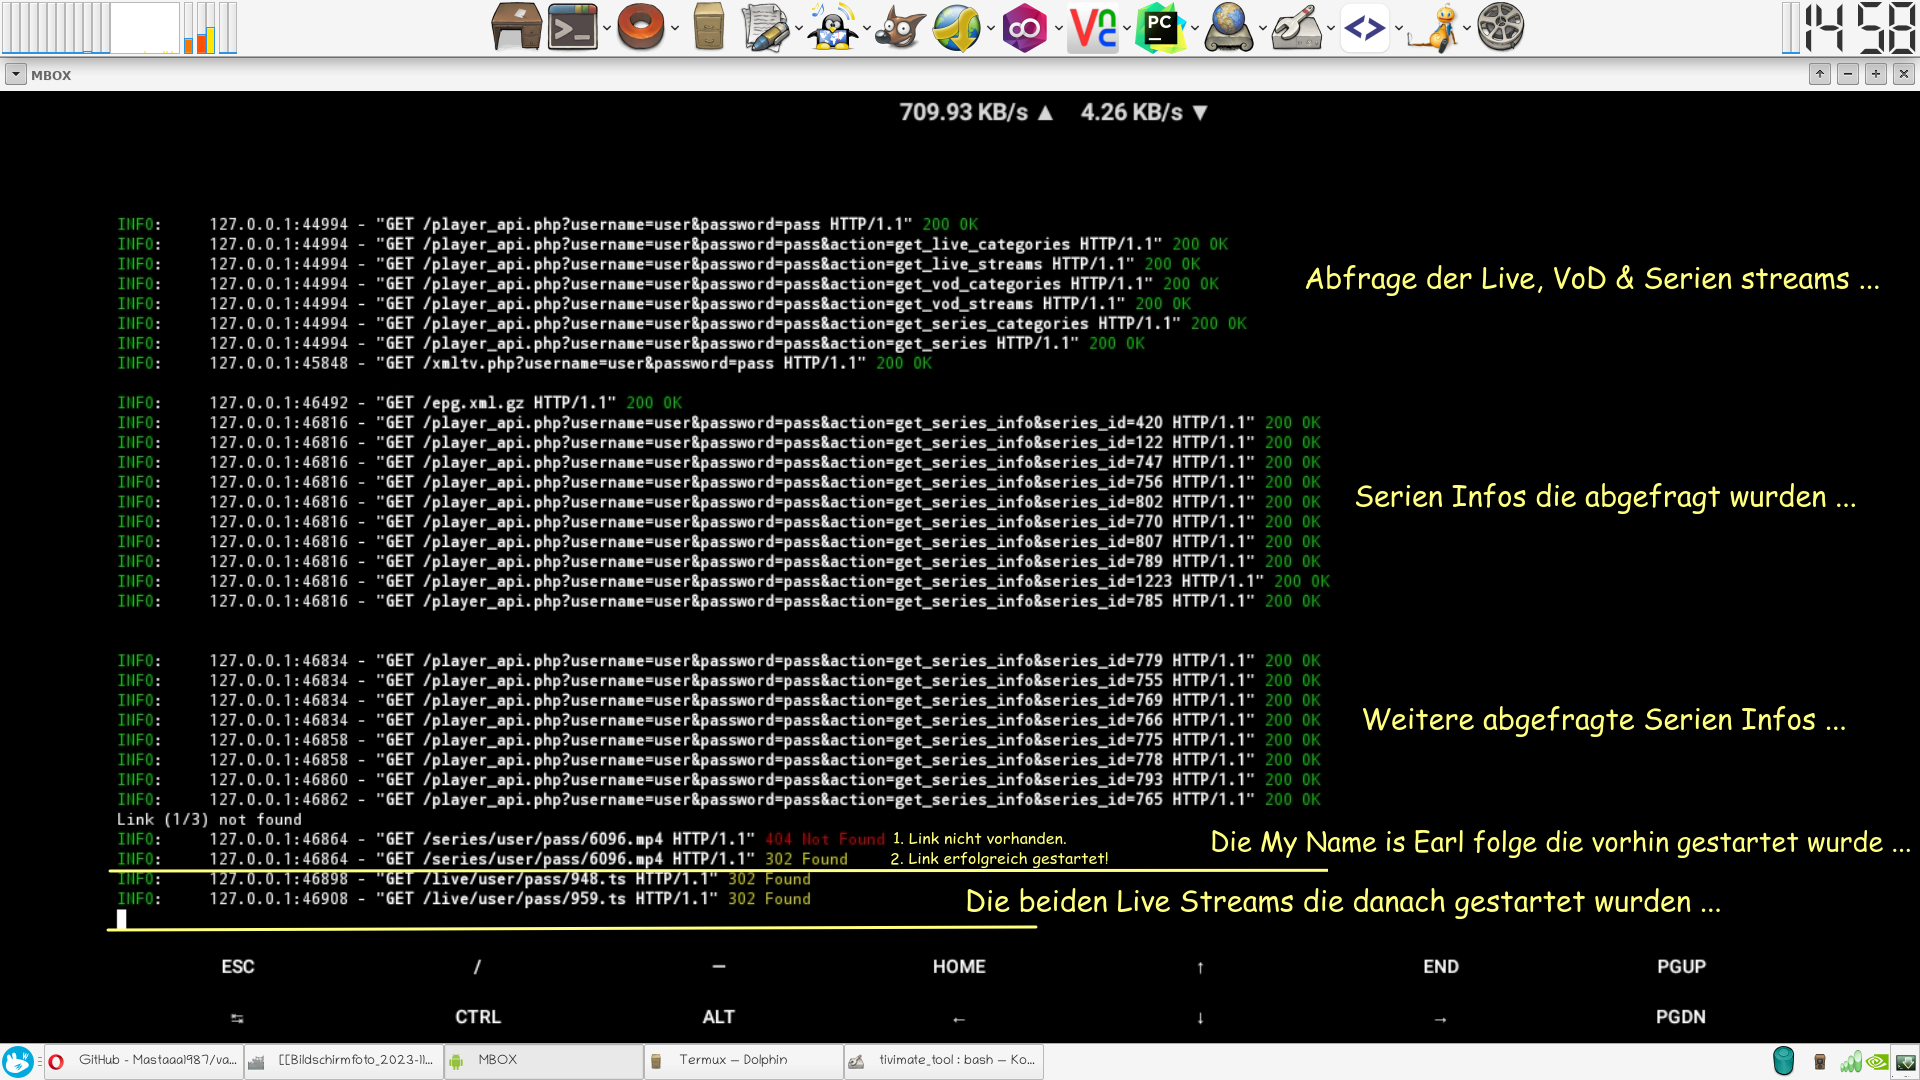 14 58
MBOX
709.93 KB/s ▲ 4.26 KB/s ▼
INFO: 127.0.0.1:44994 - "GET /player_api.php?username=user&password=pass HTTP/1.1" 200 OK
INFO: 127.0.0.1:44994 - "GET /player_api.php?username=user&password=pass&action=get_live_categories HTTP/1.1" 200 OK
INFO: 127.0.0.1:44994 - "GET /player_api.php?username=user&password=pass&action=get_live_streams HTTP/1.1" 200 OK
INFO: 127.0.0.1:44994 - "GET /player_api.php?username=user&password=pass&action=get_vod_categories HTTP/1.1" 200 OK
INFO: 127.0.0.1:44994 - "GET /player_api.php?username=user&password=pass&action=get_vod_streams HTTP/1.1" 200 OK
INFO: 127.0.0.1:44994 - "GET /player_api.php?username=user&password=pass&action=get_series_categories HTTP/1.1" 200 OK
INFO: 127.0.0.1:44994 - "GET /player_api.php?username=user&password=pass&action=get_series HTTP/1.1" 200 OK
INFO: 127.0.0.1:45848 - "GET /xmltv.php?username=user&password=pass HTTP/1.1" 200 OK
Abfrage der Live, VoD & Serien streams ...
INFO: 127.0.0.1:46492 - "GET /epg.xml.gz HTTP/1.1" 200 OK
INFO: 127.0.0.1:46816 - "GET /player_api.php?username=user&password=pass&action=get_series_info&series_id=420 HTTP/1.1" 200 OK
INFO: 127.0.0.1:46816 - "GET /player_api.php?username=user&password=pass&action=get_series_info&series_id=122 HTTP/1.1" 200 OK
INFO: 127.0.0.1:46816 - "GET /player_api.php?username=user&password=pass&action=get_series_info&series_id=747 HTTP/1.1" 200 OK
INFO: 127.0.0.1:46816 - "GET /player_api.php?username=user&password=pass&action=get_series_info&series_id=756 HTTP/1.1" 200 OK
INFO: 127.0.0.1:46816 - "GET /player_api.php?username=user&password=pass&action=get_series_info&series_id=802 HTTP/1.1" 200 OK
INFO: 127.0.0.1:46816 - "GET /player_api.php?username=user&password=pass&action=get_series_info&series_id=770 HTTP/1.1" 200 OK
INFO: 127.0.0.1:46816 - "GET /player_api.php?username=user&password=pass&action=get_series_info&series_id=807 HTTP/1.1" 200 OK
INFO: 127.0.0.1:46816 - "GET /player_api.php?username=user&password=pass&action=get_series_info&series_id=789 HTTP/1.1" 200 OK
INFO: 127.0.0.1:46816 - "GET /player_api.php?username=user&password=pass&action=get_series_info&series_id=1223 HTTP/1.1" 200 OK
INFO: 127.0.0.1:46816 - "GET /player_api.php?username=user&password=pass&action=get_series_info&series_id=785 HTTP/1.1" 200 OK
Serien Infos die abgefragt wurden ...
INFO: 127.0.0.1:46834 - "GET /player_api.php?username=user&password=pass&action=get_series_info&series_id=779 HTTP/1.1" 200 OK
INFO: 127.0.0.1:46834 - "GET /player_api.php?username=user&password=pass&action=get_series_info&series_id=755 HTTP/1.1" 200 OK
INFO: 127.0.0.1:46834 - "GET /player_api.php?username=user&password=pass&action=get_series_info&series_id=769 HTTP/1.1" 200 OK
INFO: 127.0.0.1:46834 - "GET /player_api.php?username=user&password=pass&action=get_series_info&series_id=766 HTTP/1.1" 200 OK
INFO: 127.0.0.1:46858 - "GET /player_api.php?username=user&password=pass&action=get_series_info&series_id=775 HTTP/1.1" 200 OK
INFO: 127.0.0.1:46858 - "GET /player_api.php?username=user&password=pass&action=get_series_info&series_id=778 HTTP/1.1" 200 OK
INFO: 127.0.0.1:46860 - "GET /player_api.php?username=user&password=pass&action=get_series_info&series_id=793 HTTP/1.1" 200 OK
INFO: 127.0.0.1:46862 - "GET /player_api.php?username=user&password=pass&action=get_series_info&series_id=765 HTTP/1.1" 200 OK
Weitere abgefragte Serien Infos ...
Link (1/3) not found
INFO: 127.0.0.1:46864 - "GET /series/user/pass/6096.mp4 HTTP/1.1" 404 Not Found 1. Link nicht vorhanden.
INFO: 127.0.0.1:46864 - "GET /series/user/pass/6096.mp4 HTTP/1.1" 302 Found 2. Link erfolgreich gestartet!
Die My Name is Earl folge die vorhin gestartet wurde ...
INFO: 127.0.0.1:46898 - "GET /live/user/pass/948.ts HTTP/1.1" 302 Found
INFO: 127.0.0.1:46908 - "GET /live/user/pass/959.ts HTTP/1.1" 302 Found
Die beiden Live Streams die danach gestartet wurden ...
ESC / — HOME ↑ END PGUP
↹ CTRL ALT ← ↓ → PGDN
GitHub - Mastaaa1987/va... [[Bildschirmfoto_2023-11... MBOX Termux — Dolphin tivimate_tool : bash — Ko...